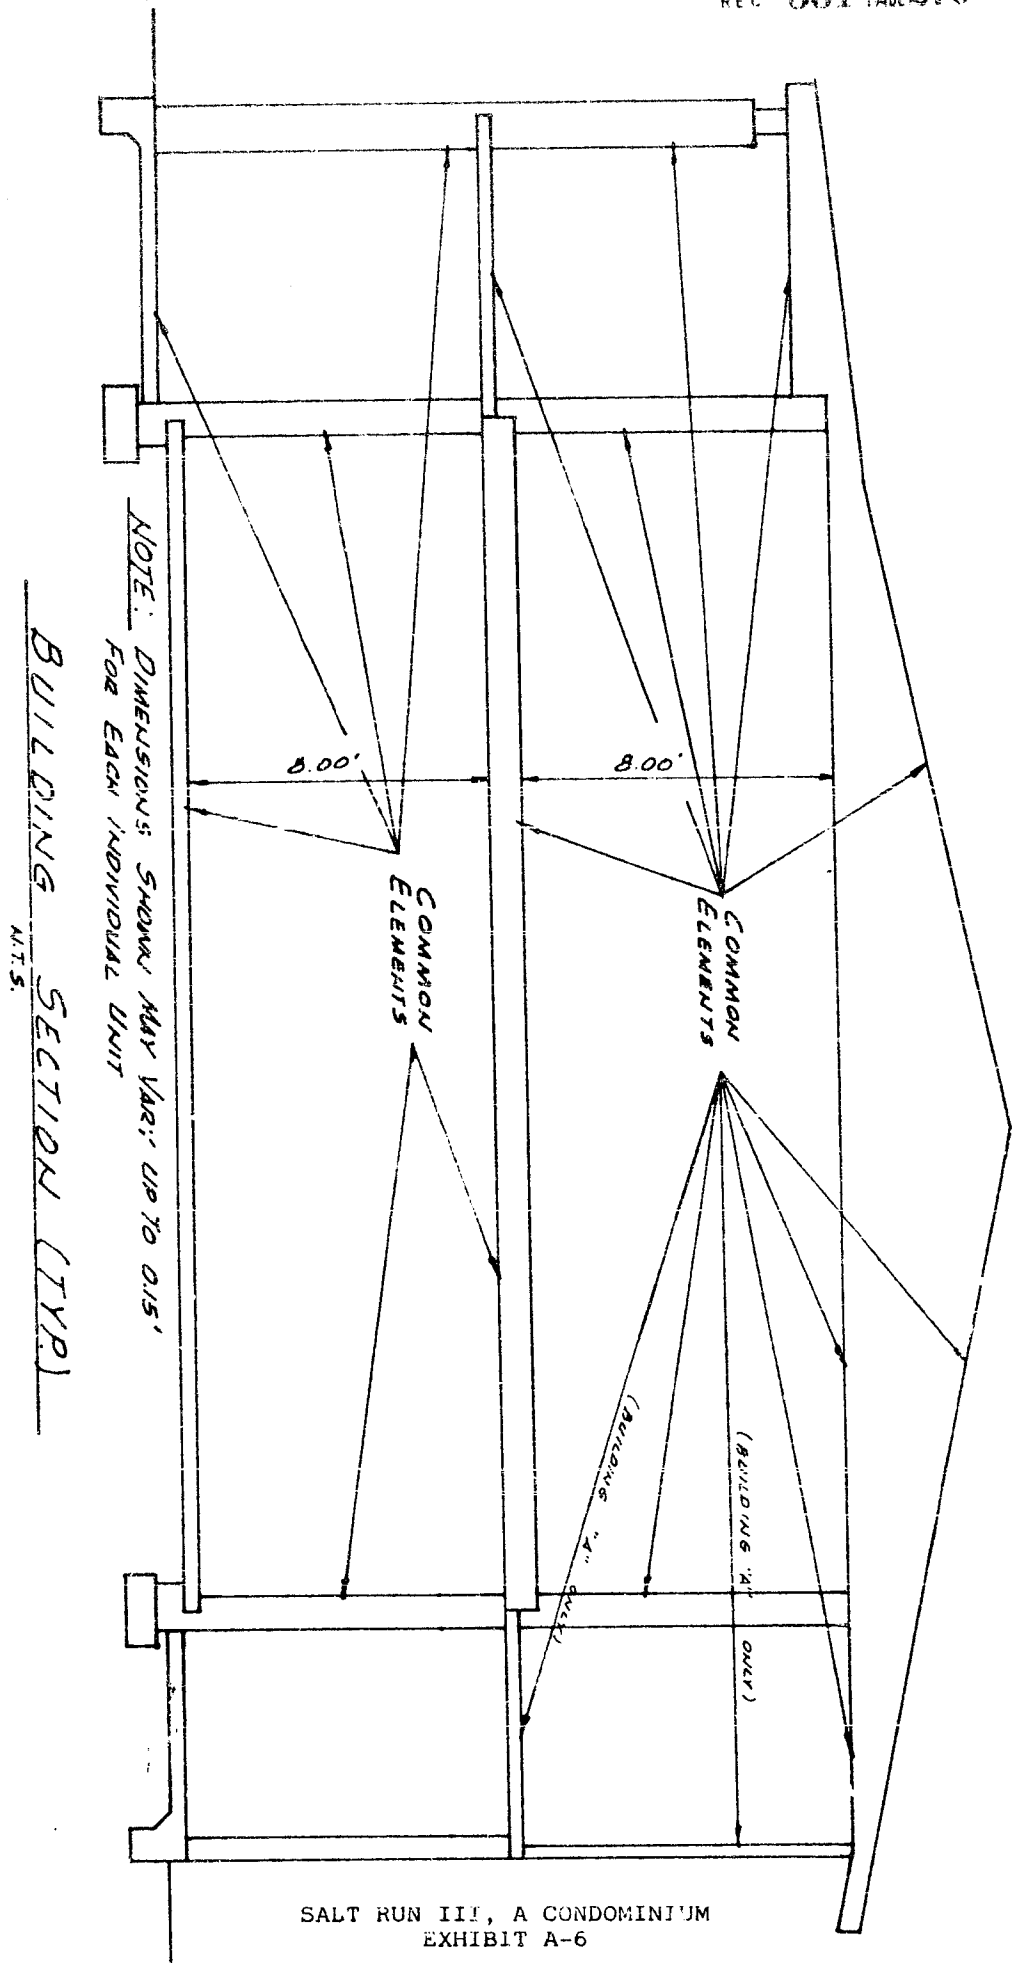 8.00'
8.00'
COMMON
ELEMENTS
COMMON
ELEMENTS
(BUILDING "A" ONLY)
(BUILDING "A" ONLY)
NOTE: DIMENSIONS SHOWN MAY VARY UP TO 0.15'
FOR EACH INDIVIDUAL UNIT
BUILDING SECTION (TYP.)
N.T.S.
SALT RUN III, A CONDOMINIUM
EXHIBIT A-6